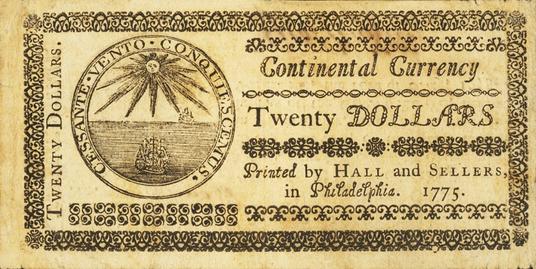 TWENTY DOLLARS.
CESSANTE · VENTO · CONQUIESCEMUS ·
Continental Currency
Twenty DOLLARS
Printed by HALL and SELLERS,
in Philadelphia. 1775.